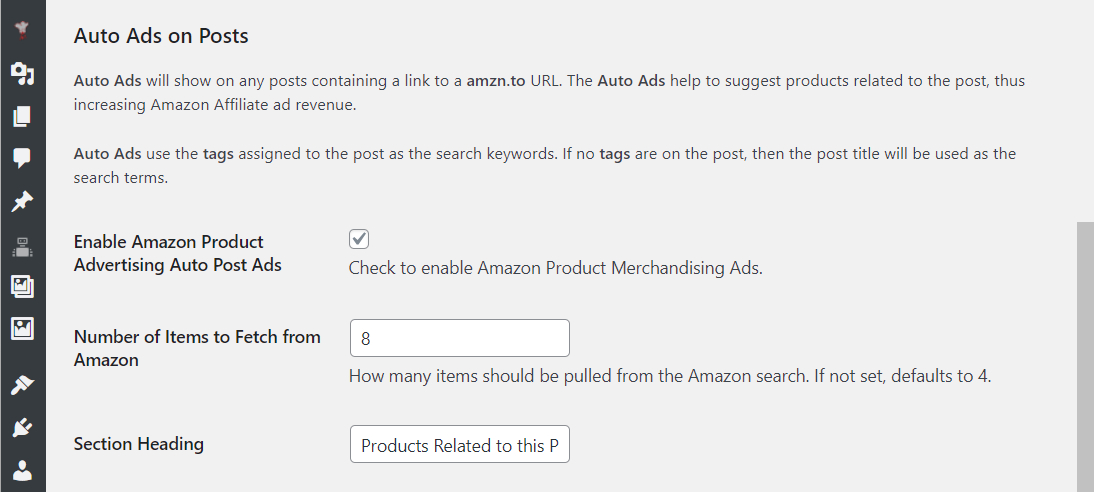 Auto Ads on Posts
Auto Ads will show on any posts containing a link to a amzn.to URL. The Auto Ads help to suggest products related to the post, thus
increasing Amazon Affiliate ad revenue.
Auto Ads use the tags assigned to the post as the search keywords. If no tags are on the post, then the post title will be used as the
search terms.
Enable Amazon Product
Advertising Auto Post Ads
Check to enable Amazon Product Merchandising Ads.
Number of Items to Fetch from
Amazon
8
How many items should be pulled from the Amazon search. If not set, defaults to 4.
Section Heading
Products Related to this P